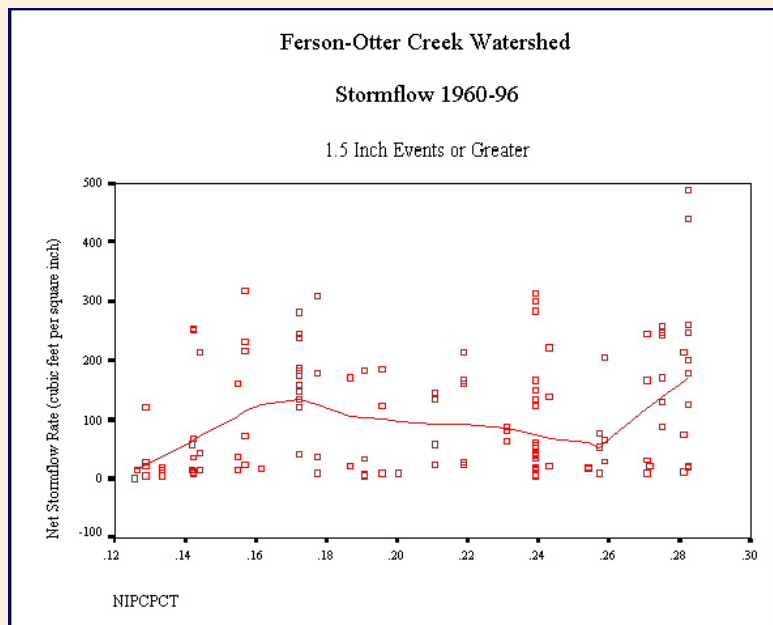 Ferson-Otter Creek Watershed
Stormflow 1960-96
1.5 Inch Events or Greater
Net Stormflow Rate (cubic feet per square inch)
500
400
300
200
100
0
-100
.12 .14 .16 .18 .20 .22 .24 .26 .28 .30
NIPCPCT